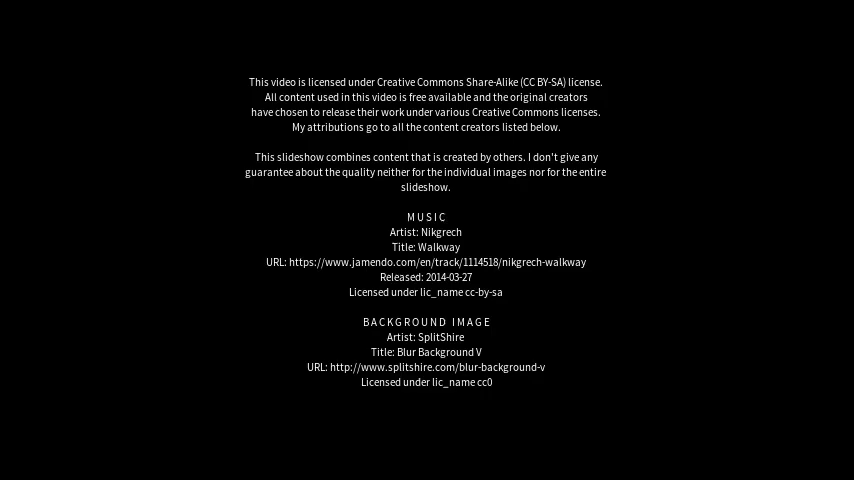 This video is licensed under Creative Commons Share-Alike (CC BY-SA) license.
All content used in this video is free available and the original creators
have chosen to release their work under various Creative Commons licenses.
My attributions go to all the content creators listed below.
This slideshow combines content that is created by others. I don't give any
guarantee about the quality neither for the individual images nor for the entire
slideshow.
MUSIC
Artist: Nikgrech
Title: Walkway
URL: https://www.jamendo.com/en/track/1114518/nikgrech-walkway
Released: 2014-03-27
Licensed under lic_name cc-by-sa
BACKGROUND IMAGE
Artist: SplitShire
Title: Blur Background V
URL: http://www.splitshire.com/blur-background-v
Licensed under lic_name cc0